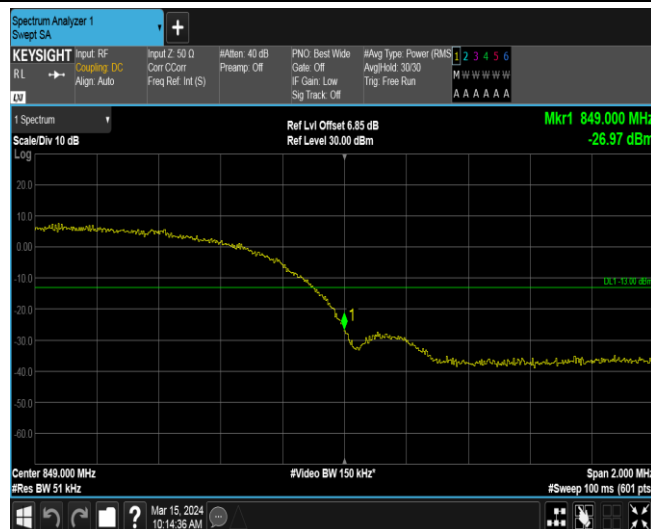 Spectrum Analyzer 1
Swept SA
+
KEYSIGHT
RL
LXI
Input: RF
Coupling: DC
Align: Auto
Input Z: 50 Ω
Corr CCorr
Freq Ref: Int (S)
#Atten: 40 dB
Preamp: Off
PNO: Best Wide
Gate: Off
IF Gain: Low
Sig Track: Off
#Avg Type: Power (RMS
Avg|Hold: 30/30
Trig: Free Run
1 2 3 4 5 6
M W W W W W
A A A A A A
1 Spectrum
Scale/Div 10 dB
Log
Ref Lvl Offset 6.85 dB
Ref Level 30.00 dBm
Mkr1 849.000 MHz
-26.97 dBm
20.0
10.0
0.00
-10.0
DL1 -13.00 dBm
-20.0
1
-30.0
-40.0
-50.0
-60.0
Center 849.000 MHz
#Video BW 150 kHz*
Span 2.000 MHz
#Res BW 51 kHz
#Sweep 100 ms (601 pts
?
Mar 15, 2024
10:14:36 AM